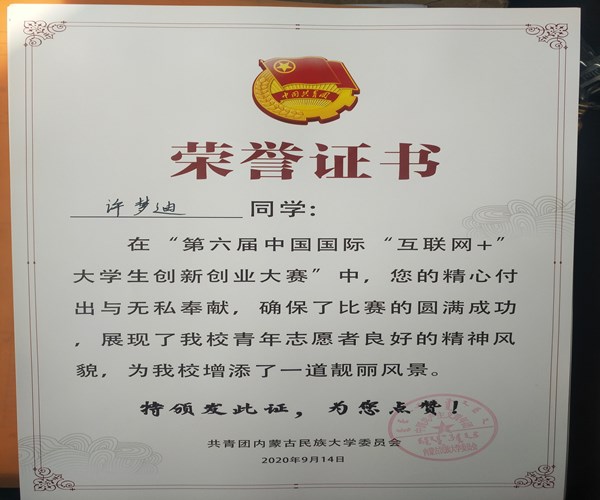 中国共青团
荣誉证书
许梦迪 同学：
在“第六届中国国际“互联网+”
大学生创新创业大赛”中，您的精心付
出与无私奉献，确保了比赛的圆满成功
，展现了我校青年志愿者良好的精神风
貌，为我校增添了一道靓丽风景。
特颁发此证，为您点赞！
共青团内蒙古民族大学委员会
2020年9月14日